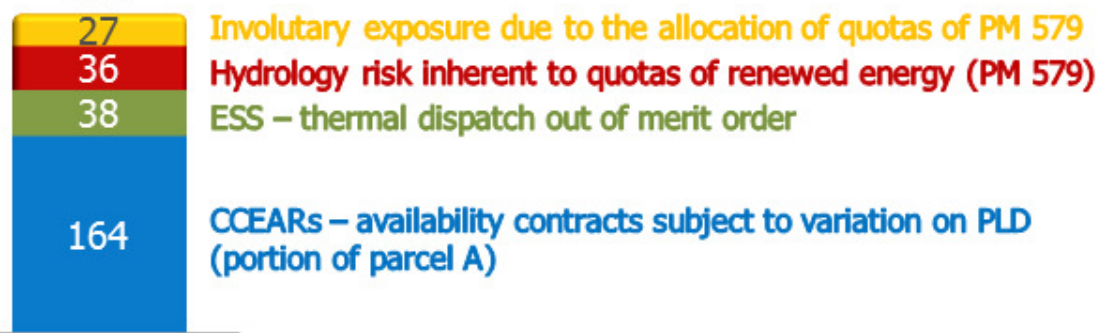 27 Involutary exposure due to the allocation of quotas of PM 579
36 Hydrology risk inherent to quotas of renewed energy (PM 579)
38 ESS – thermal dispatch out of merit order
164 CCEARs – availability contracts subject to variation on PLD
(portion of parcel A)